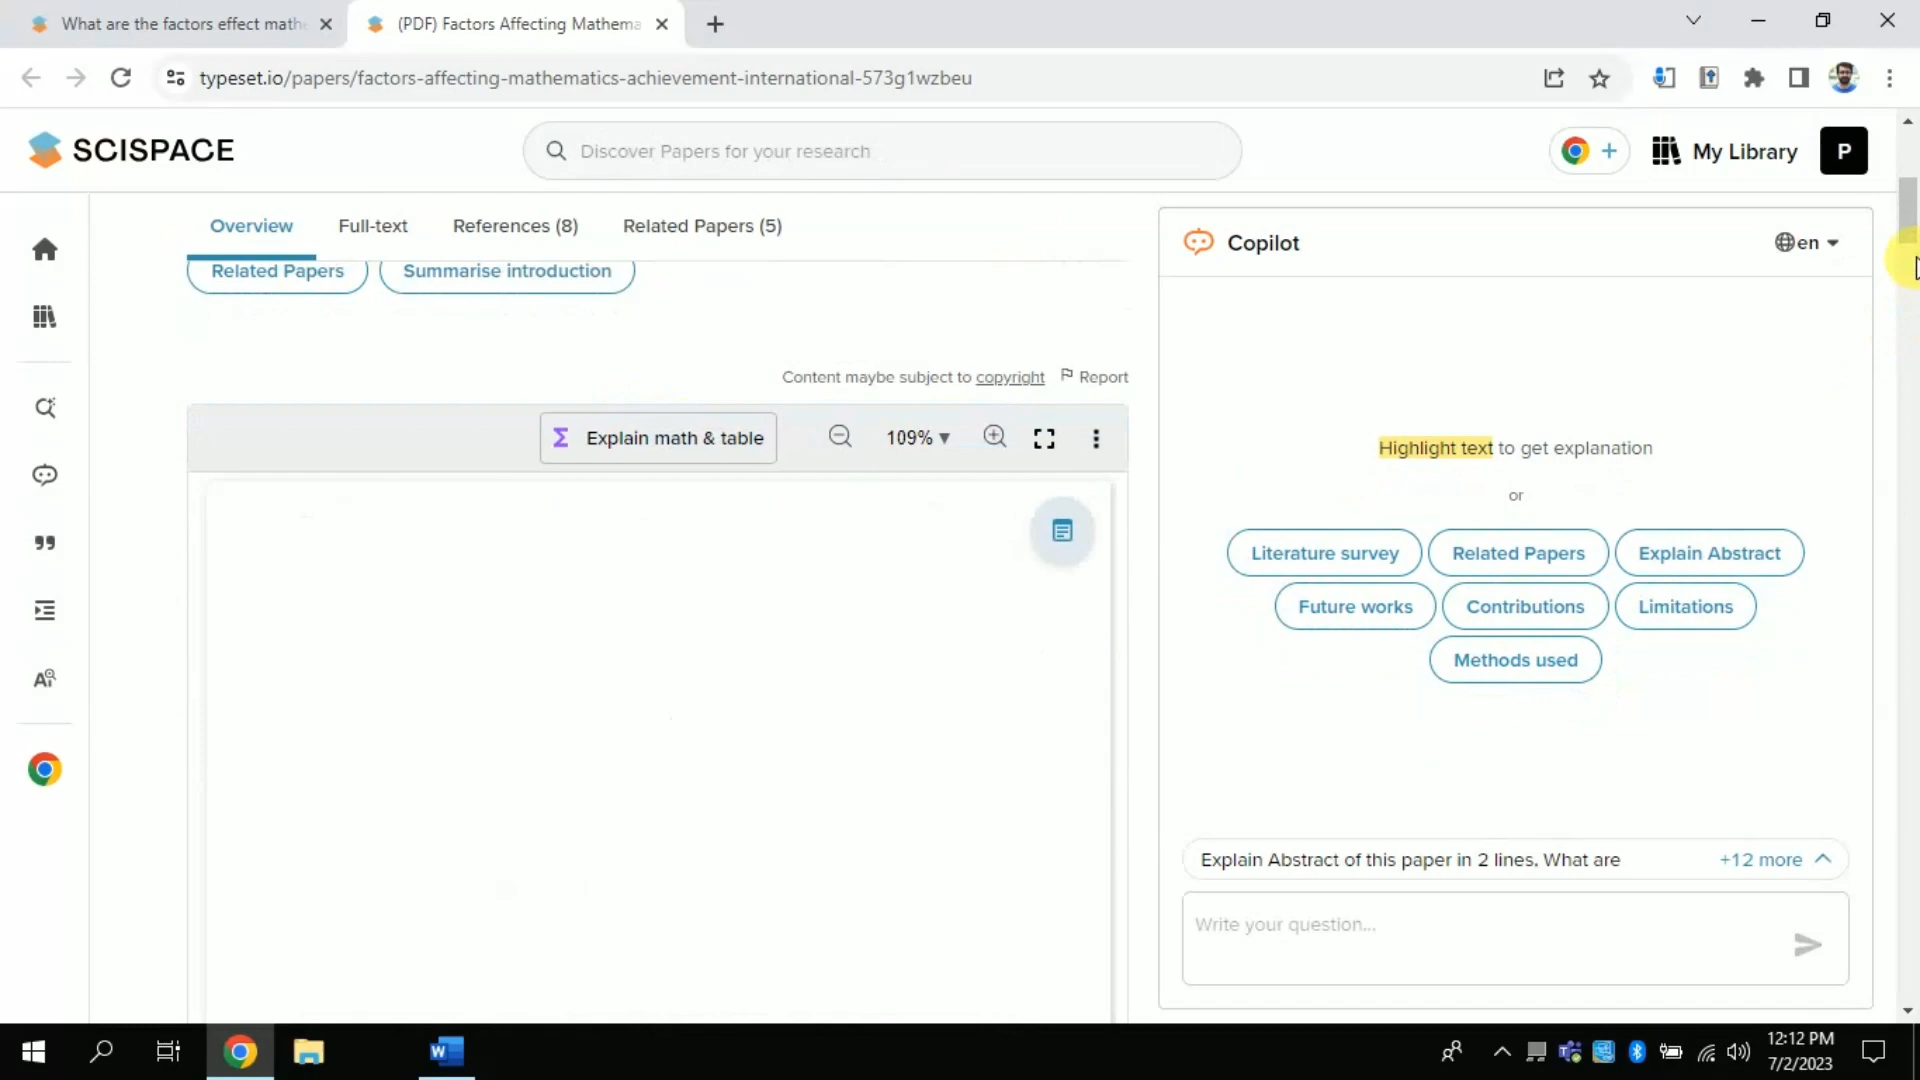 What are the factors effect math
(PDF) Factors Affecting Mathema
typeset.io/papers/factors-affecting-mathematics-achievement-international-573g1wzbeu
SCISPACE
Discover Papers for your research
My Library
P
Overview
Full-text
References (8)
Related Papers (5)
Related Papers
Summarise introduction
Copilot
en
Content maybe subject to copyright
Report
Σ Explain math & table
109%
Highlight text to get explanation
or
Literature survey
Related Papers
Explain Abstract
Future works
Contributions
Limitations
Methods used
Explain Abstract of this paper in 2 lines. What are
+12 more
Write your question...
12:12 PM
7/2/2023